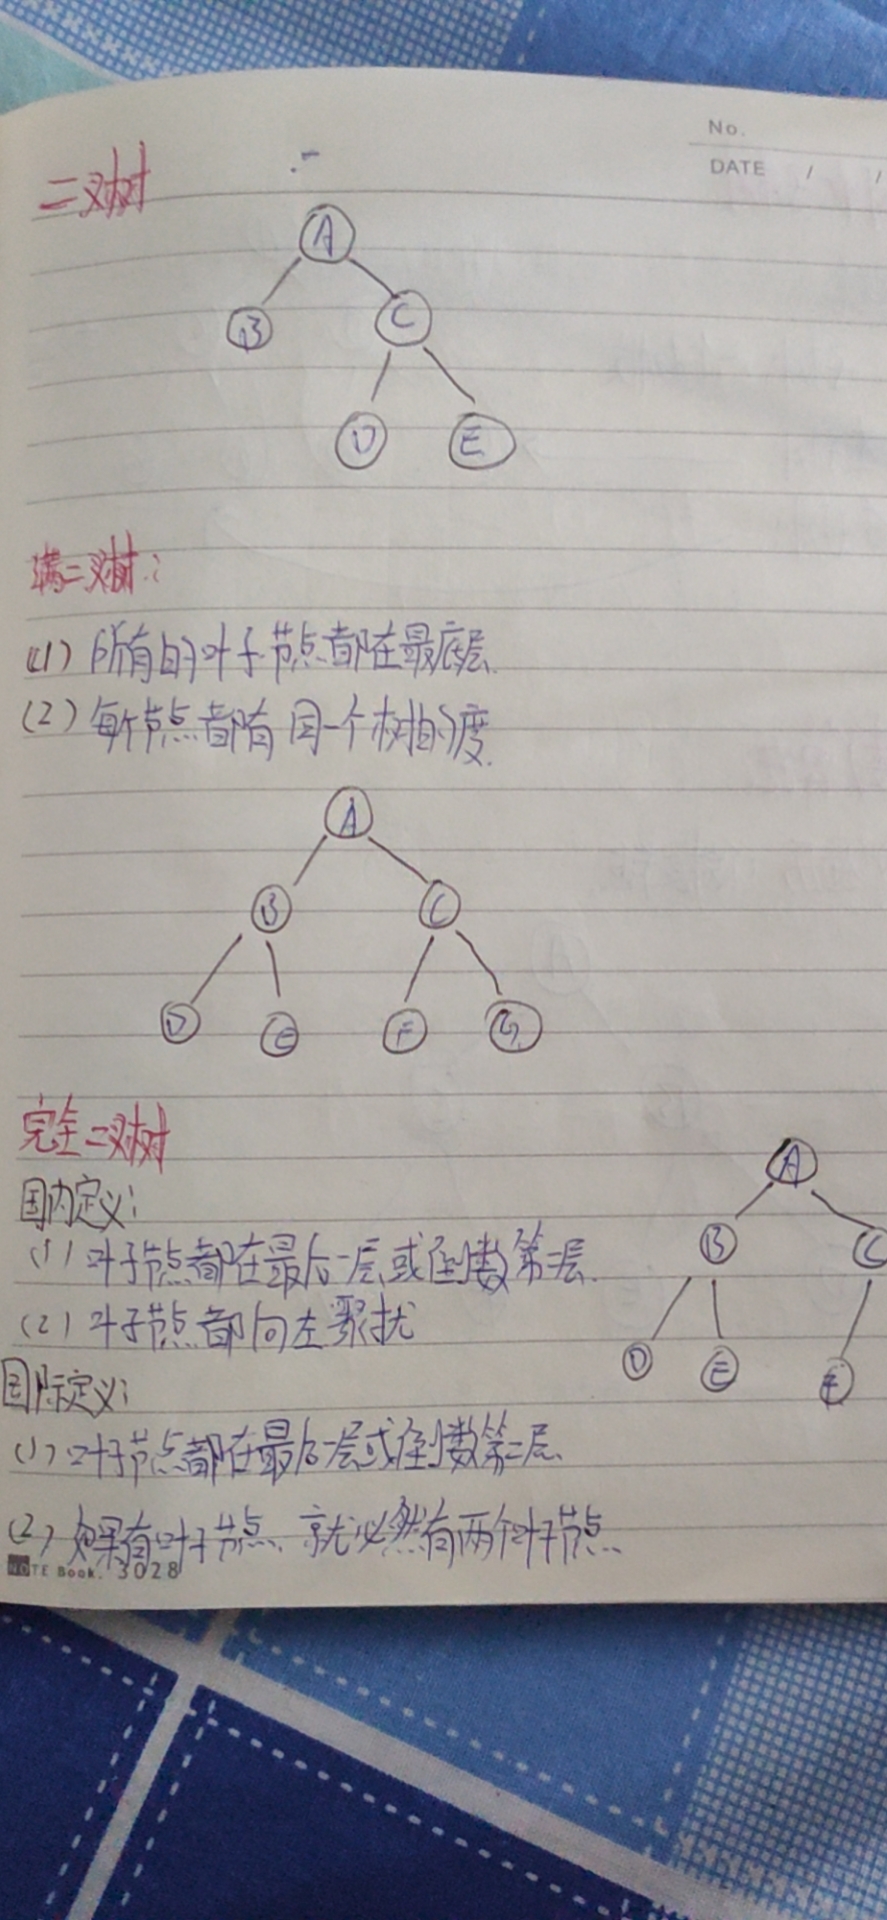 No.
DATE / /
二叉树
A
B C
D E
满二叉树:
(1) 所有的叶子节点都在最底层.
(2) 每个节点都有同一个树的度.
A
B C
D E F G
完全二叉树
国内定义:
(1) 叶子节点都在最后一层或倒数第二层.
(2) 叶子节点都向左聚拢
A
B C
D E F
国际定义:
(1) 叶子节点都在最后一层或倒数第二层.
(2) 如果有叶子节点、就必然有两个叶子节点、
NOTE Book. 3028